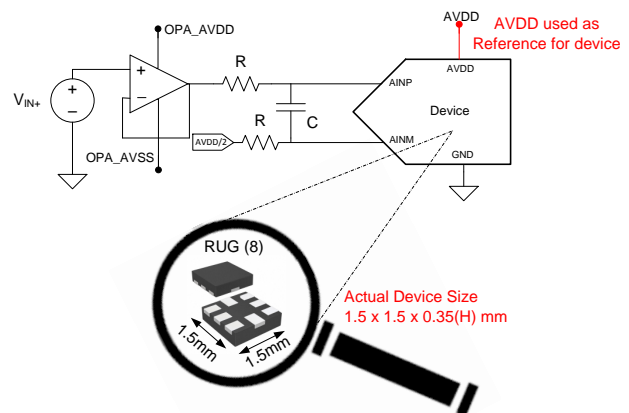 OPA_AVDD
AVDD
AVDD used as
Reference for device
R
AINP
AVDD
+
−
+
−
VIN+
Device
C
R
AVDD/2
AINM
OPA_AVSS
GND
RUG (8)
1.5mm
1.5mm
Actual Device Size
1.5 x 1.5 x 0.35(H) mm